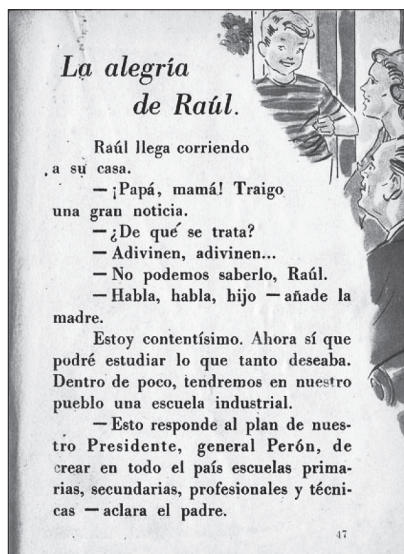 La alegría
de Raúl.
Raúl llega corriendo
a su casa.
— ¡Papá, mamá! Traigo
una gran noticia.
— ¿De qué se trata?
— Adivinen, adivinen...
— No podemos saberlo, Raúl.
— Habla, habla, hijo — añade la
madre.
Estoy contentísimo. Ahora sí que
podré estudiar lo que tanto deseaba.
Dentro de poco, tendremos en nuestro
pueblo una escuela industrial.
— Esto responde al plan de nues-
tro Presidente, general Perón, de
crear en todo el país escuelas prima-
rias, secundarias, profesionales y técni-
cas — aclara el padre.
47